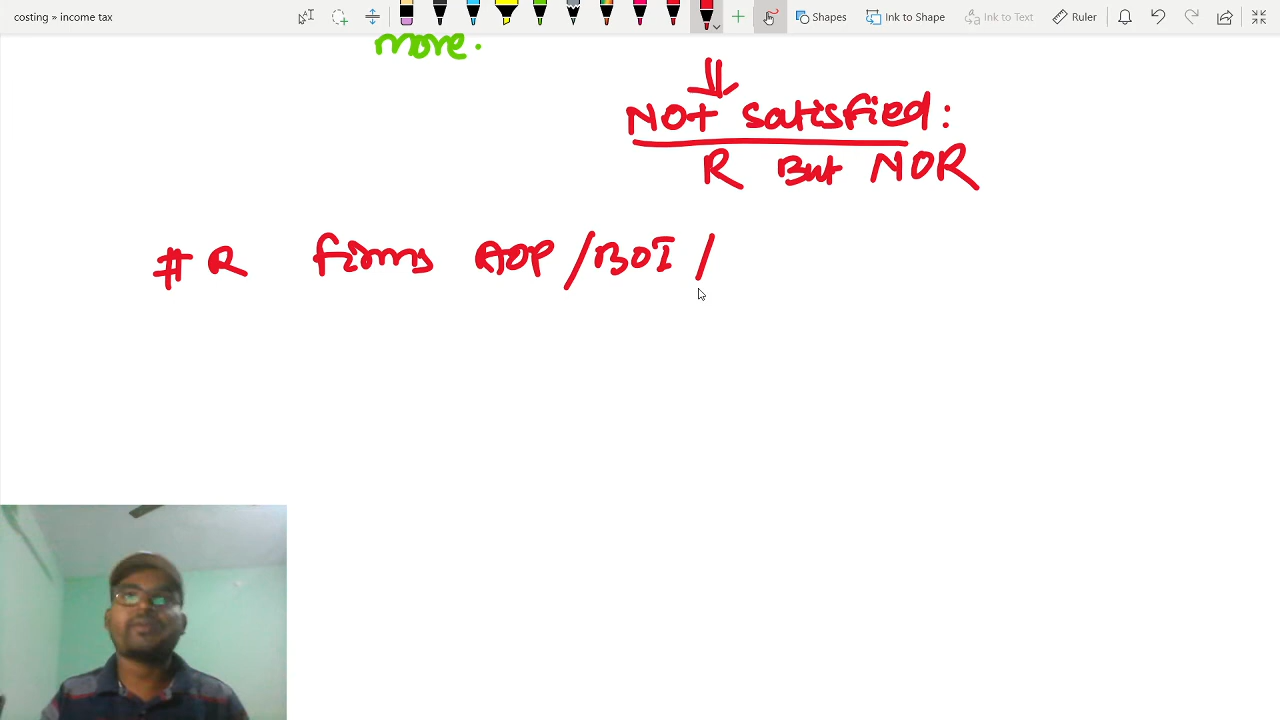 costing » income tax
Shapes Ink to Shape Ink to Text Ruler
more.
NOT satisfied:
R But NOR
# R firms AOP/BOI/